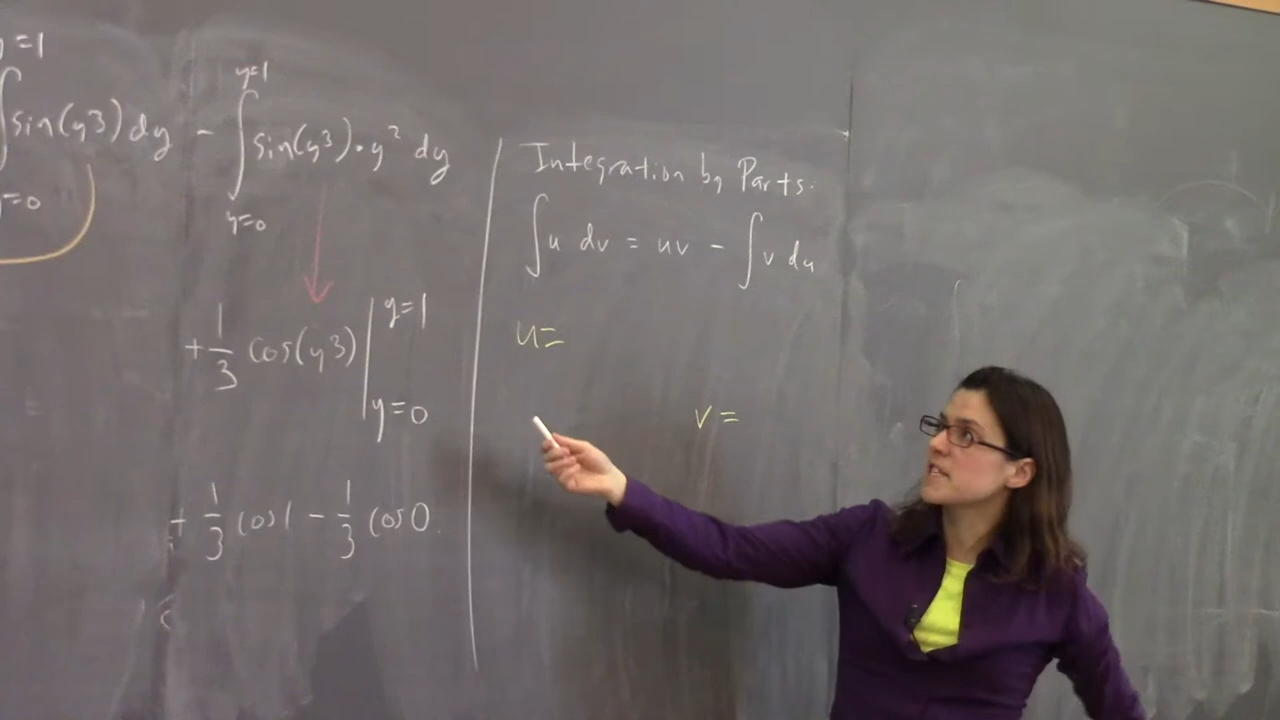 y=1
∫ sin(y3) dy - ∫ sin(y3)·y² dy
y=1
y=0
y=0
+ 1/3 cos(y3) | y=1
y=0
+ 1/3 cos1 - 1/3 cos0.
Integration by Parts.
∫ u dv = uv - ∫ v du
u=
v=